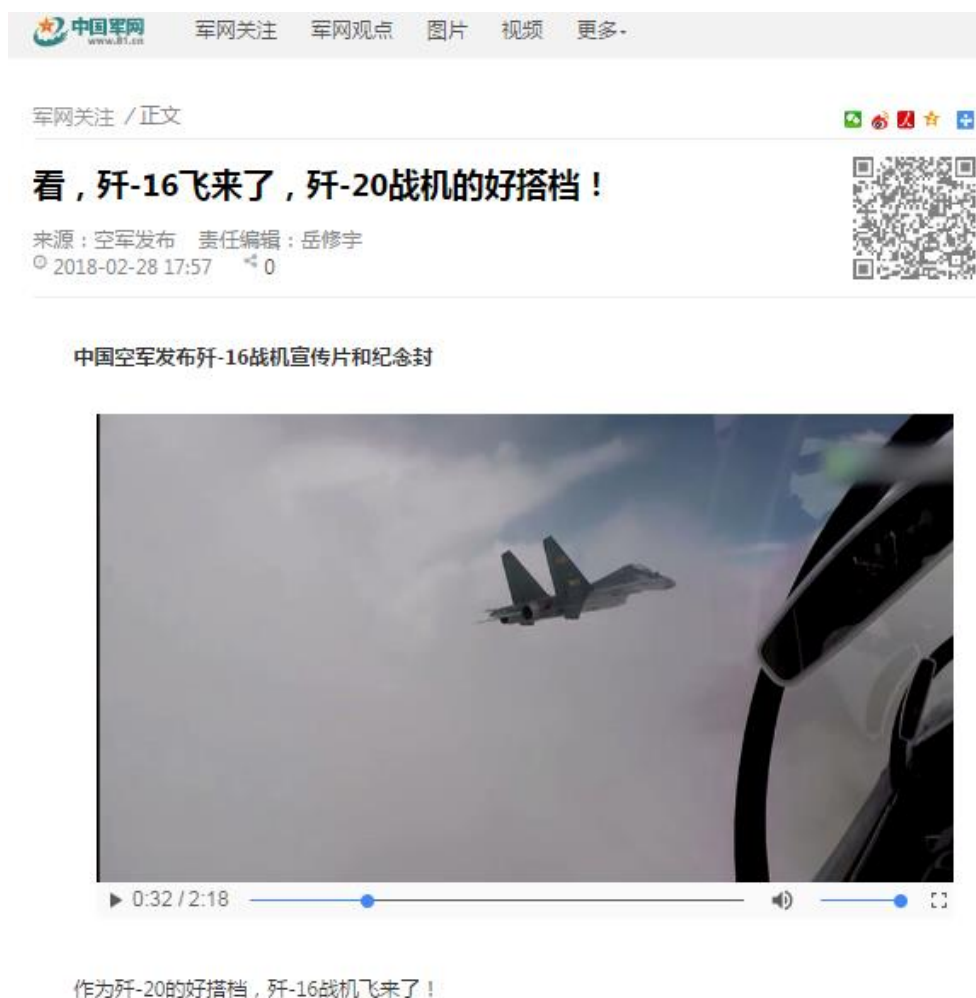 中国军网
www.81.cn
军网关注 军网观点 图片 视频 更多
军网关注 / 正文
看，歼-16飞来了，歼-20战机的好搭档！
来源：空军发布 责任编辑：岳修宇
2018-02-28 17:57 0
中国空军发布歼-16战机宣传片和纪念封
0:32 / 2:18
作为歼-20的好搭档，歼-16战机飞来了！